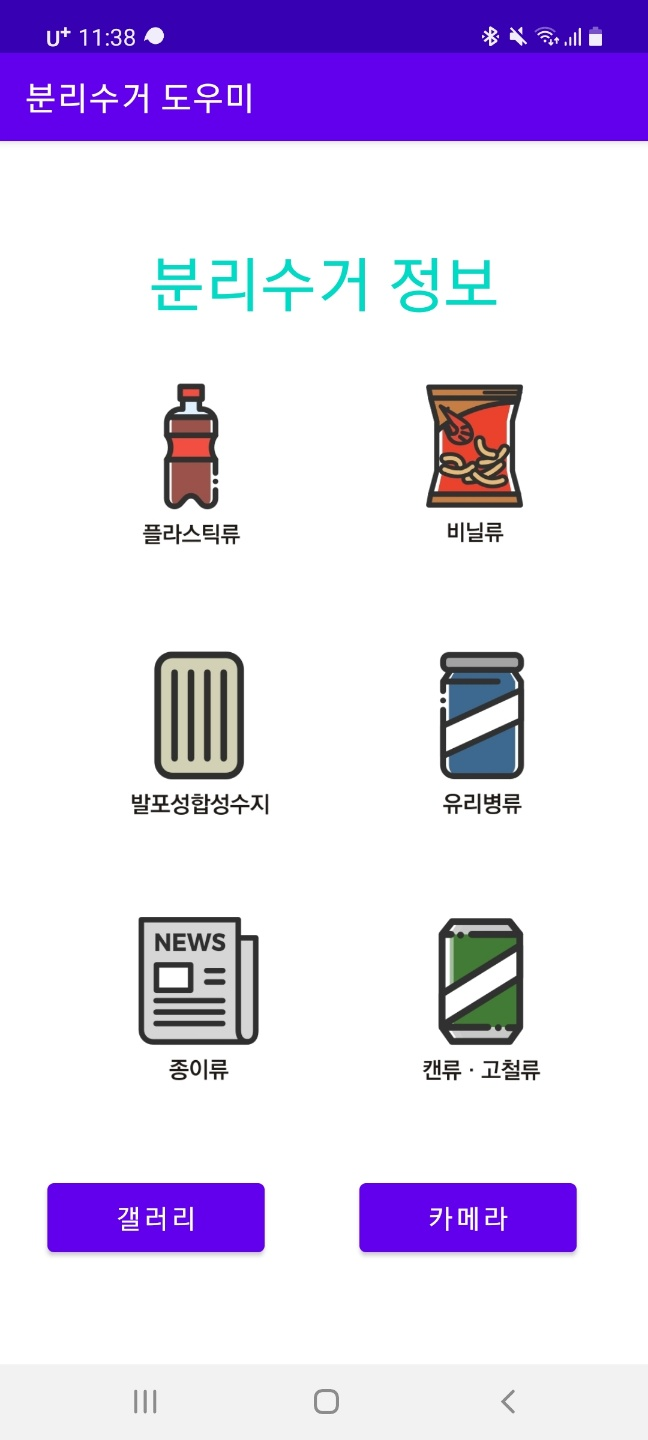 U+ 11:38
분리수거 도우미
분리수거 정보
플라스틱류
비닐류
발포성합성수지
유리병류
NEWS
종이류
캔류 · 고철류
갤러리
카메라